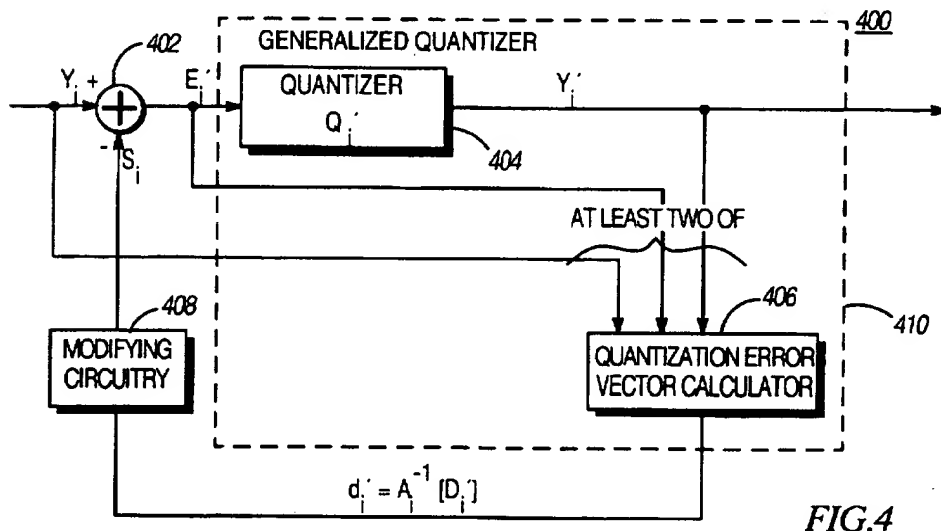 400
402
GENERALIZED QUANTIZER
Y_i +
E_i′
QUANTIZER
Q_i′
Y_i′
404
- S_i
AT LEAST TWO OF
408
406
410
MODIFYING
CIRCUITRY
QUANTIZATION ERROR
VECTOR CALCULATOR
d_i′ = A_i^-1 [D_i′]
FIG.4